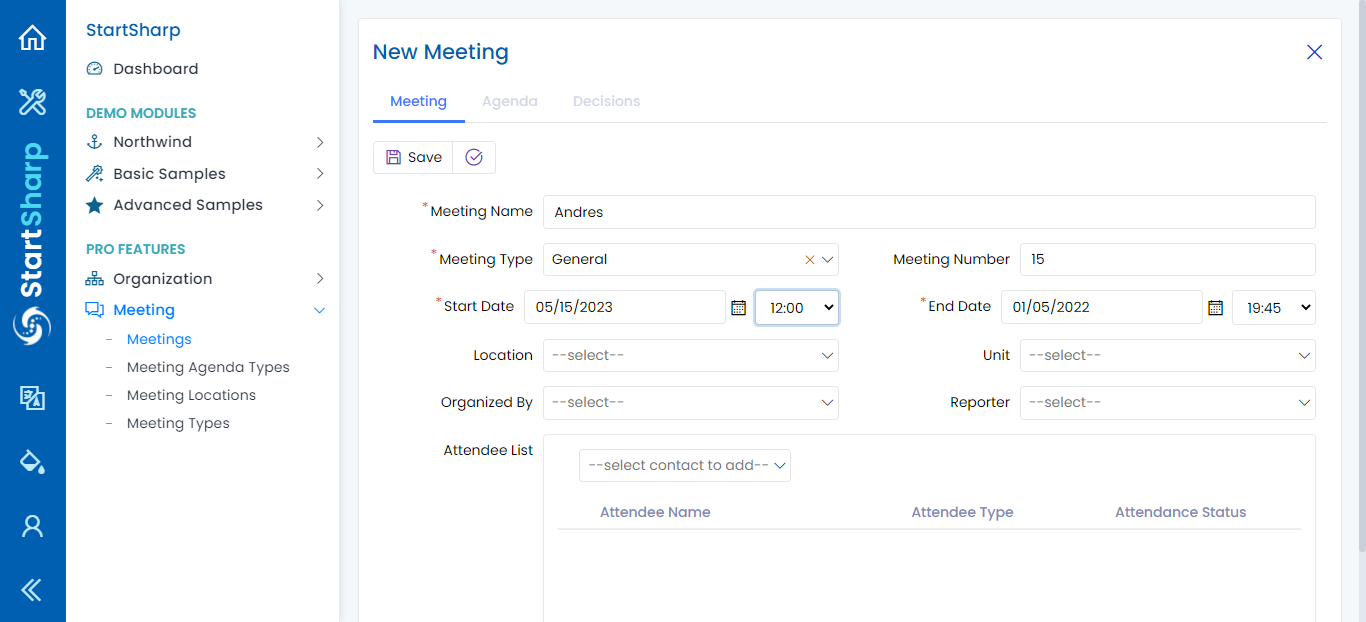 StartSharp
StartSharp
Dashboard
DEMO MODULES
Northwind
Basic Samples
Advanced Samples
PRO FEATURES
Organization
Meeting
Meetings
Meeting Agenda Types
Meeting Locations
Meeting Types
New Meeting
Meeting Agenda Decisions
Save
*Meeting Name Andres
*Meeting Type General Meeting Number 15
*Start Date 05/15/2023 12:00 *End Date 01/05/2022 19:45
Location --select-- Unit --select--
Organized By --select-- Reporter --select--
Attendee List
--select contact to add--
Attendee Name Attendee Type Attendance Status